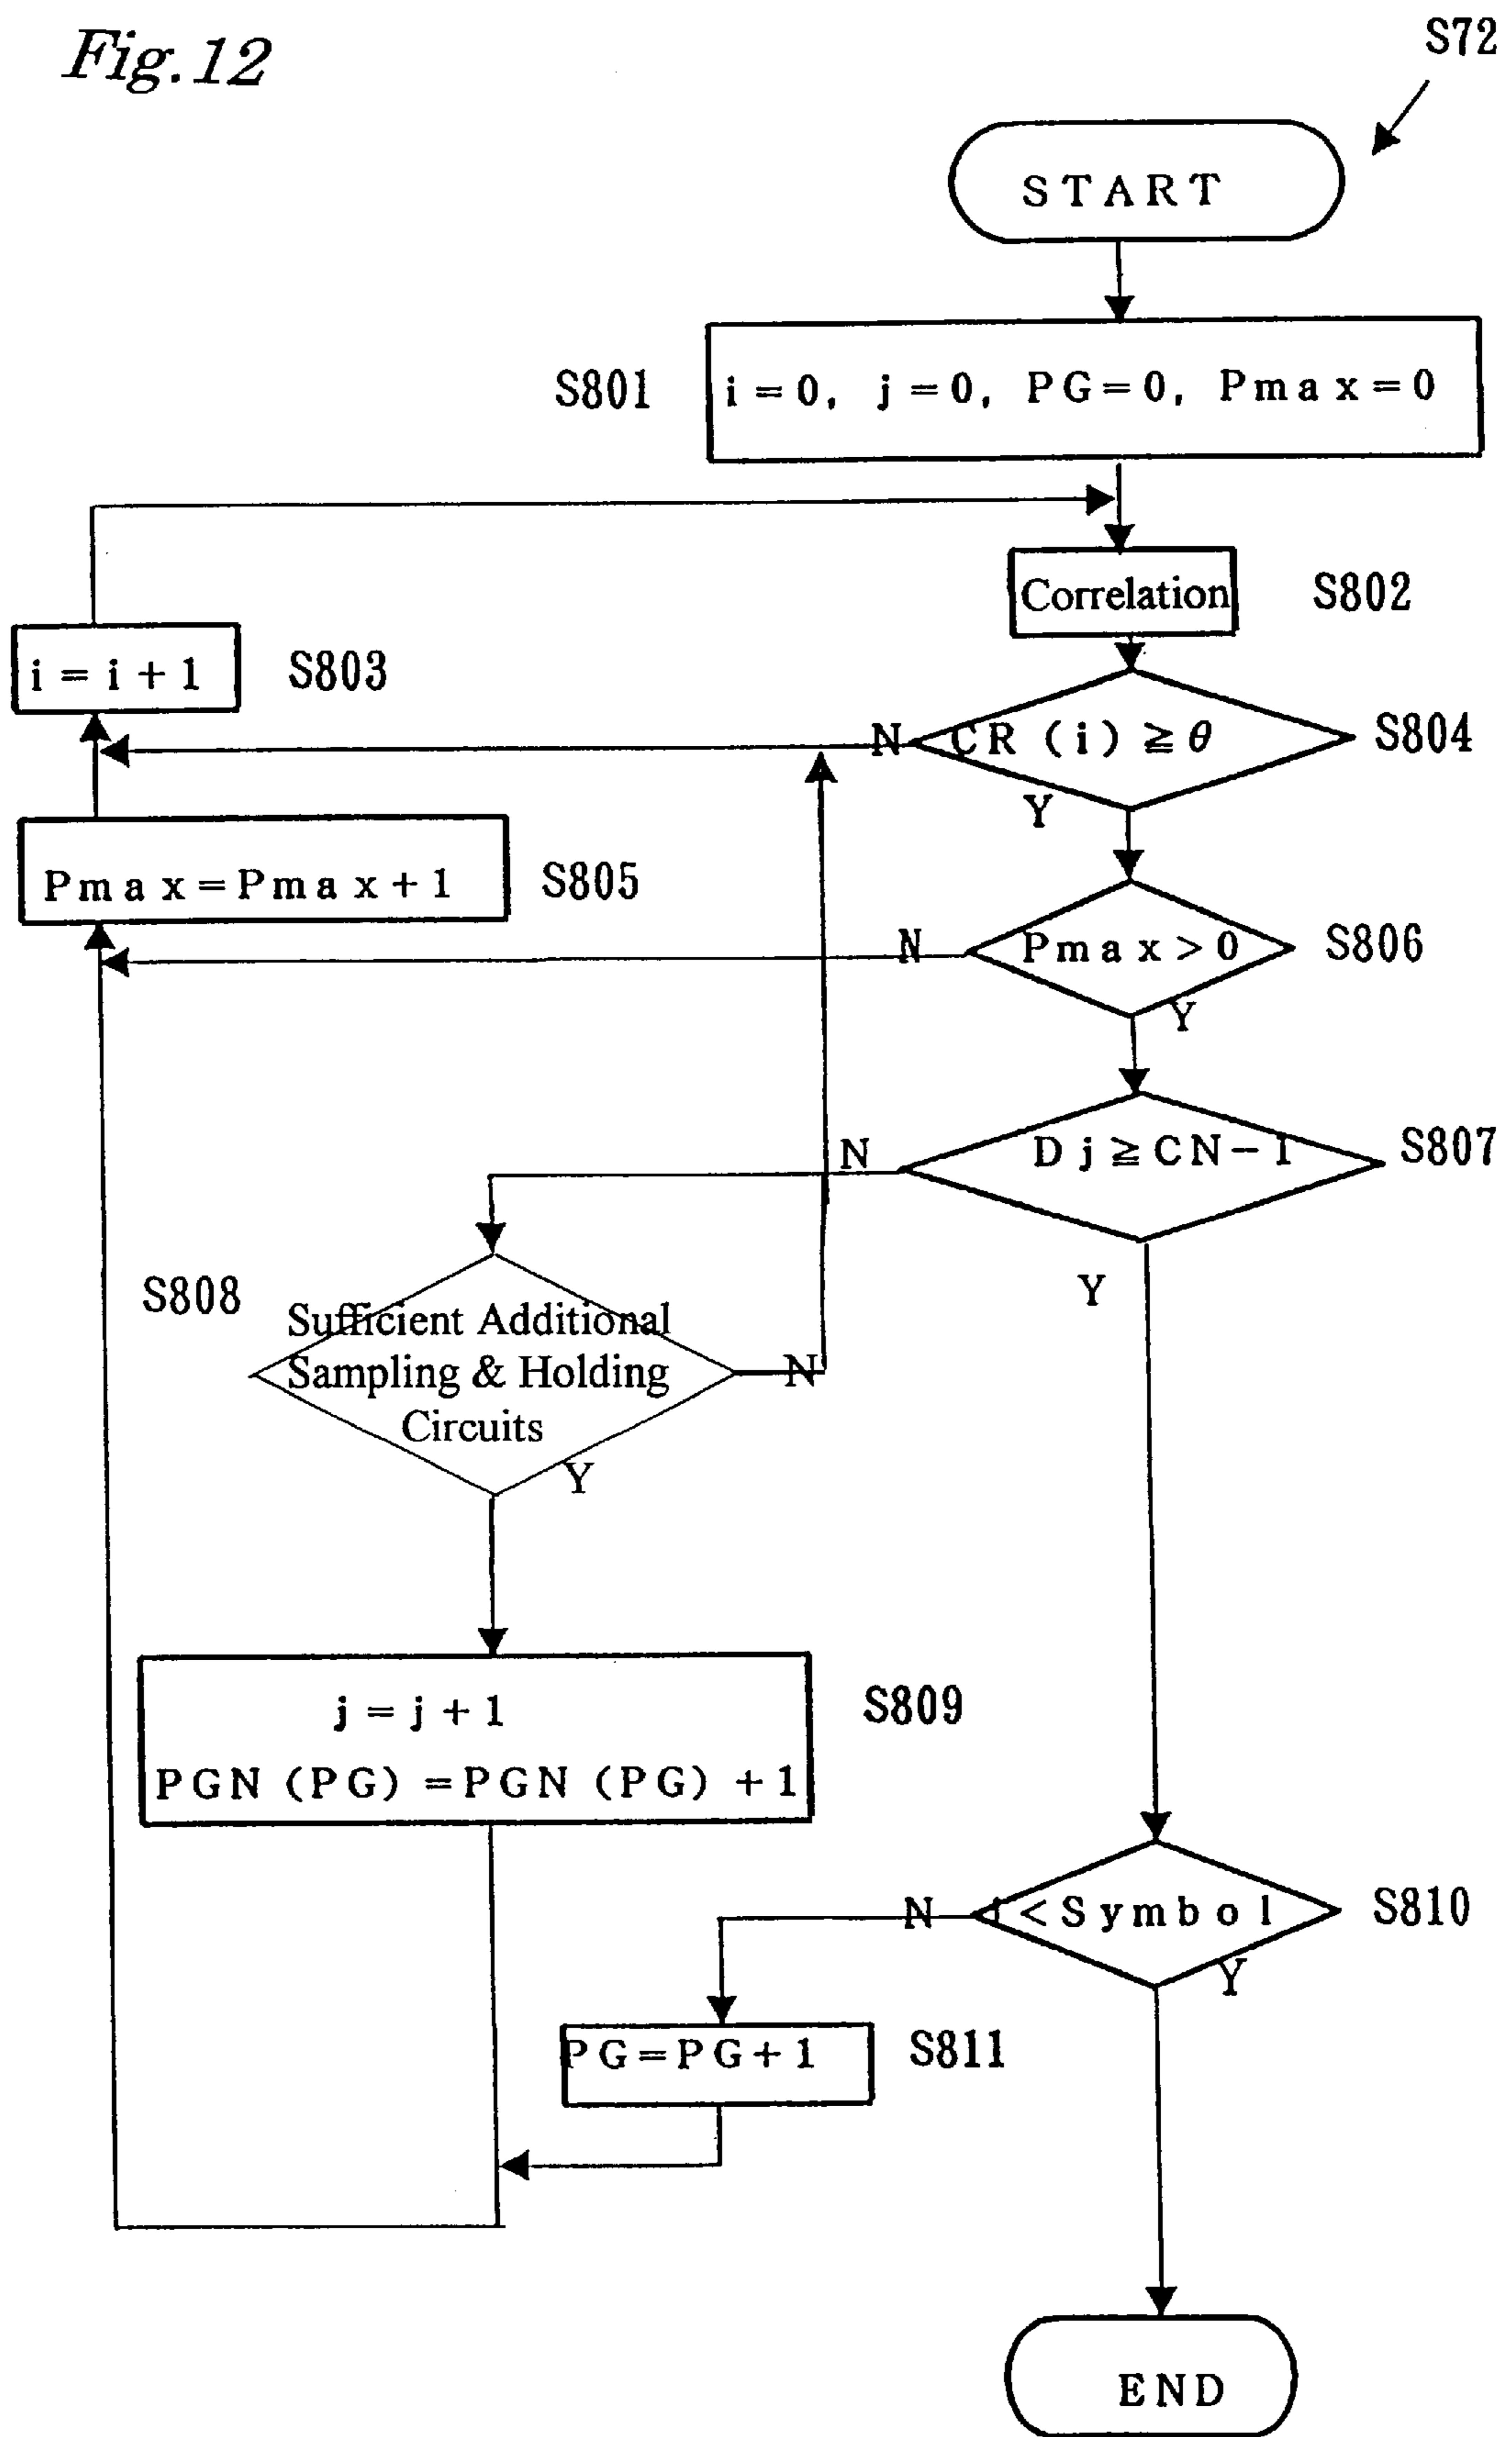 Fig.12
S72
START
S801
i=0, j=0, PG=0, Pmax=0
Correlation
S802
i=i+1
S803
N
CR (i) ≧θ
S804
Y
Pmax=Pmax+1
S805
N
Pmax>0
S806
Y
N
Dj≧CN-1
S807
Y
S808
Sufficient Additional
Sampling & Holding
Circuits
N
Y
j=j+1
S809
PGN (PG) =PGN (PG) +1
N
<Symbol
S810
Y
PG=PG+1
S811
END